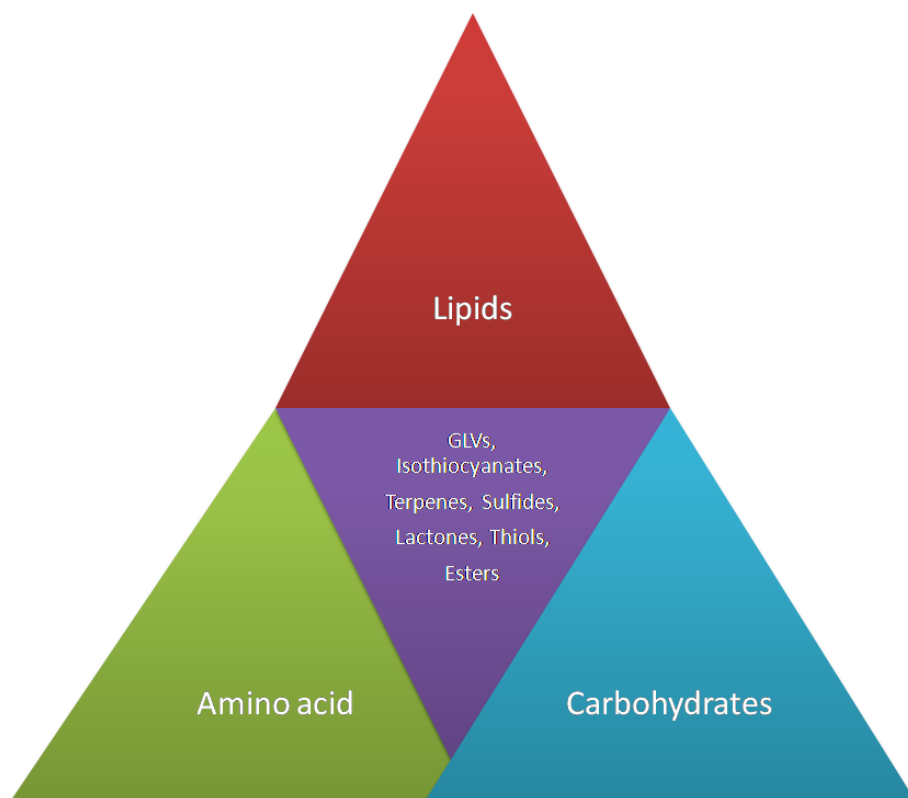 Lipids
GLVs,
Isothiocyanates,
Terpenes, Sulfides,
Lactones, Thiols,
Esters
Amino acid
Carbohydrates